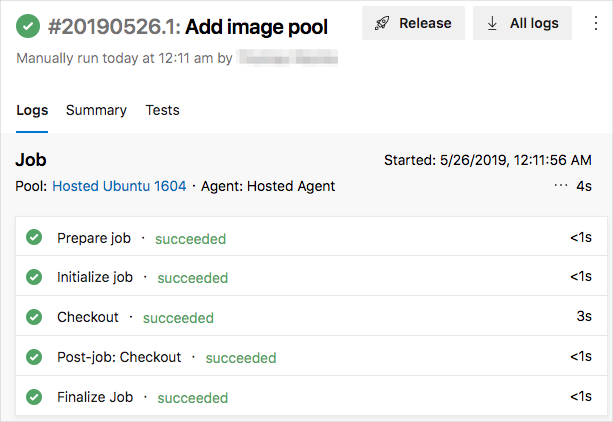 #20190526.1: Add image pool
Release
All logs
Manually run today at 12:11 am by
Logs Summary Tests
Job
Started: 5/26/2019, 12:11:56 AM
Pool: Hosted Ubuntu 1604 · Agent: Hosted Agent
··· 4s
Prepare job · succeeded <1s
Initialize job · succeeded <1s
Checkout · succeeded 3s
Post-job: Checkout · succeeded <1s
Finalize Job · succeeded <1s